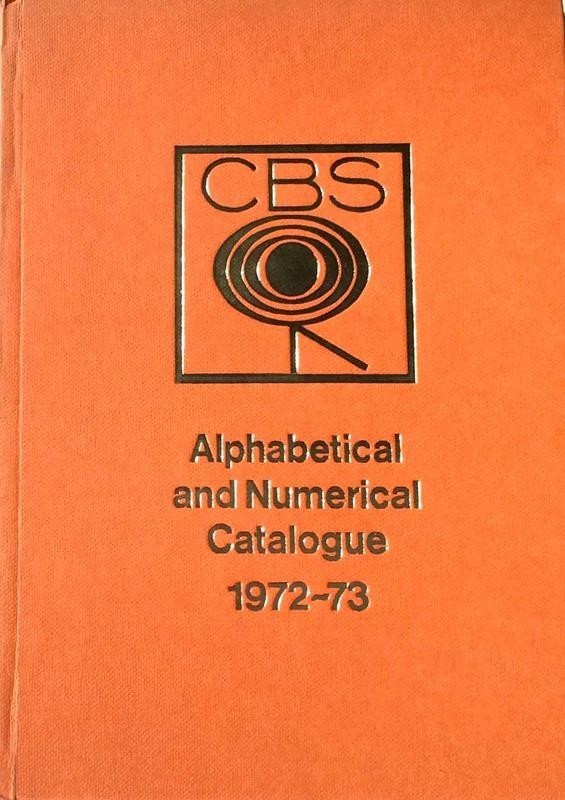 CBS
Alphabetical
and Numerical
Catalogue
1972-73